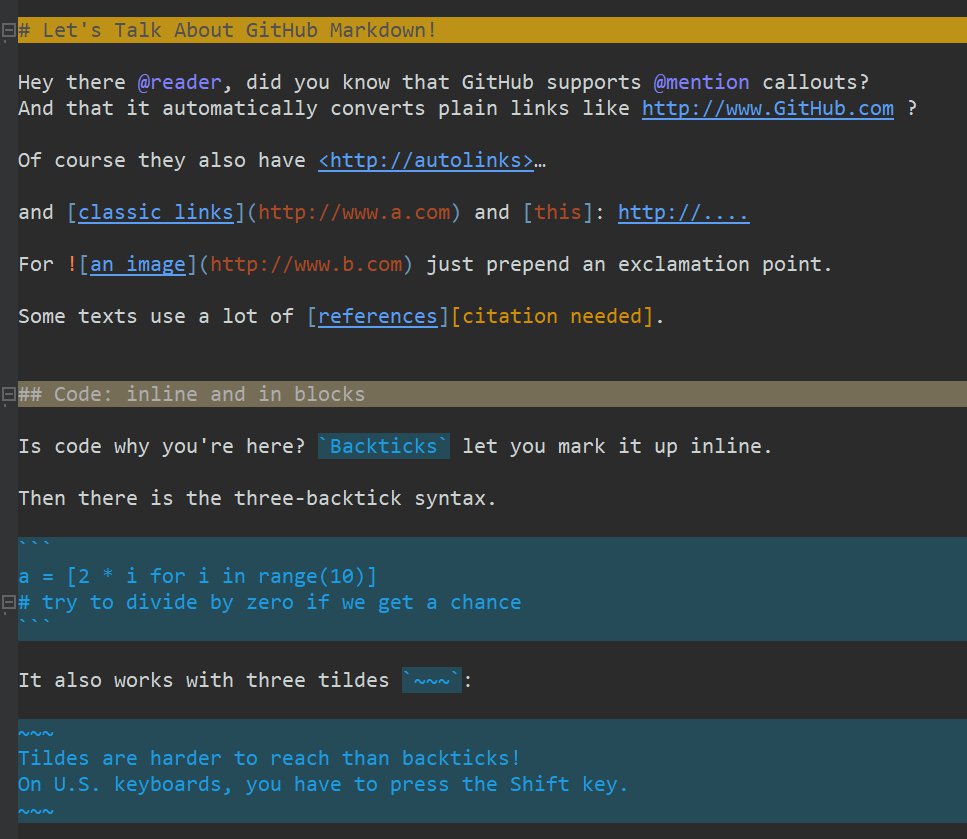 # Let's Talk About GitHub Markdown!
Hey there @reader, did you know that GitHub supports @mention callouts?
And that it automatically converts plain links like http://www.GitHub.com ?
Of course they also have <http://autolinks>…
and [classic links](http://www.a.com) and [this]: http://....
For ![an image](http://www.b.com) just prepend an exclamation point.
Some texts use a lot of [references][citation needed].
## Code: inline and in blocks
Is code why you're here? `Backticks` let you mark it up inline.
Then there is the three-backtick syntax.
```
a = [2 * i for i in range(10)]
# try to divide by zero if we get a chance
```
It also works with three tildes `~~~`:
~~~
Tildes are harder to reach than backticks!
On U.S. keyboards, you have to press the Shift key.
~~~